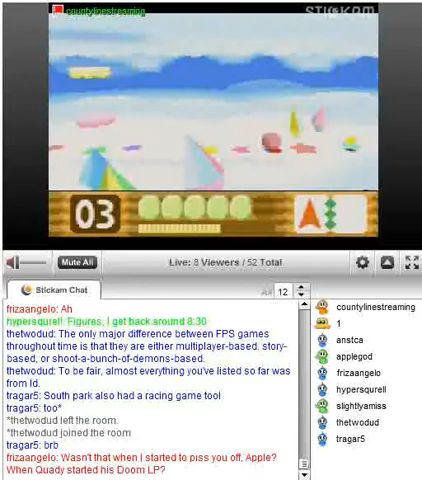 countylinestreaming
STICKAM
03
Mute All
Live: 8 Viewers / 52 Total
Stickam Chat
12
frizaangelo: Ah
hypersqurell: Figures, I get back around 8:30
thetwodud: The only major difference between FPS games
throughout time is that they are either multiplayer-based, story-
based, or shoot-a-bunch-of-demons-based.
thetwodud: To be fair, almost everything you've listed so far was
from Id.
tragar5: South park also had a racing game tool
tragar5: too*
*thetwodud left the room.
*thetwodud joined the room
tragar5: brb
frizaangelo: Wasn't that when I started to piss you off, Apple?
When Quady started his Doom LP?
countylinestreaming
1
anstca
applegod
frizaangelo
hypersqurell
slightlyamiss
thetwodud
tragar5